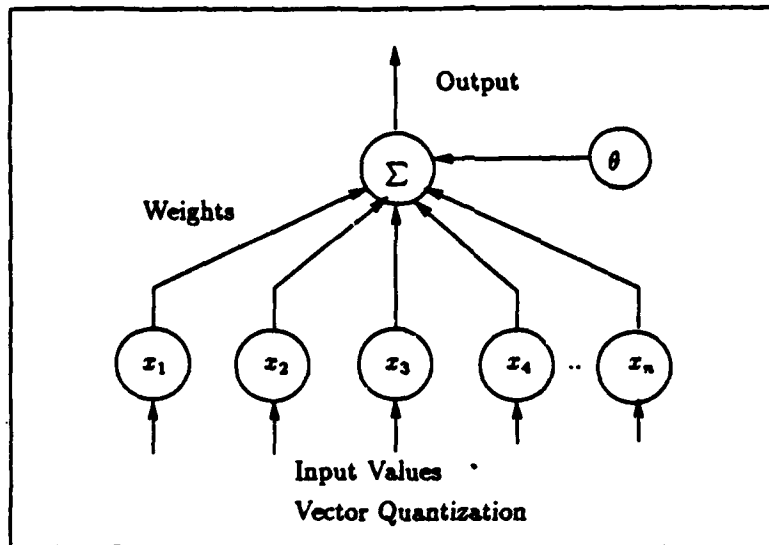 Output
Σ
θ
Weights
x₁ x₂ x₃ x₄ .. xₙ
Input Values
Vector Quantization